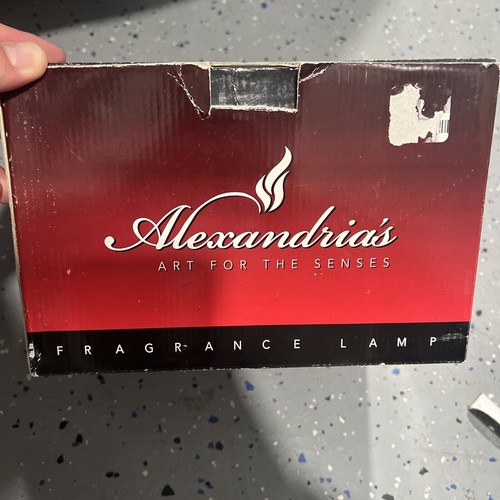 Alexandria's
ART FOR THE SENSES
FRAGRANCE LAMP